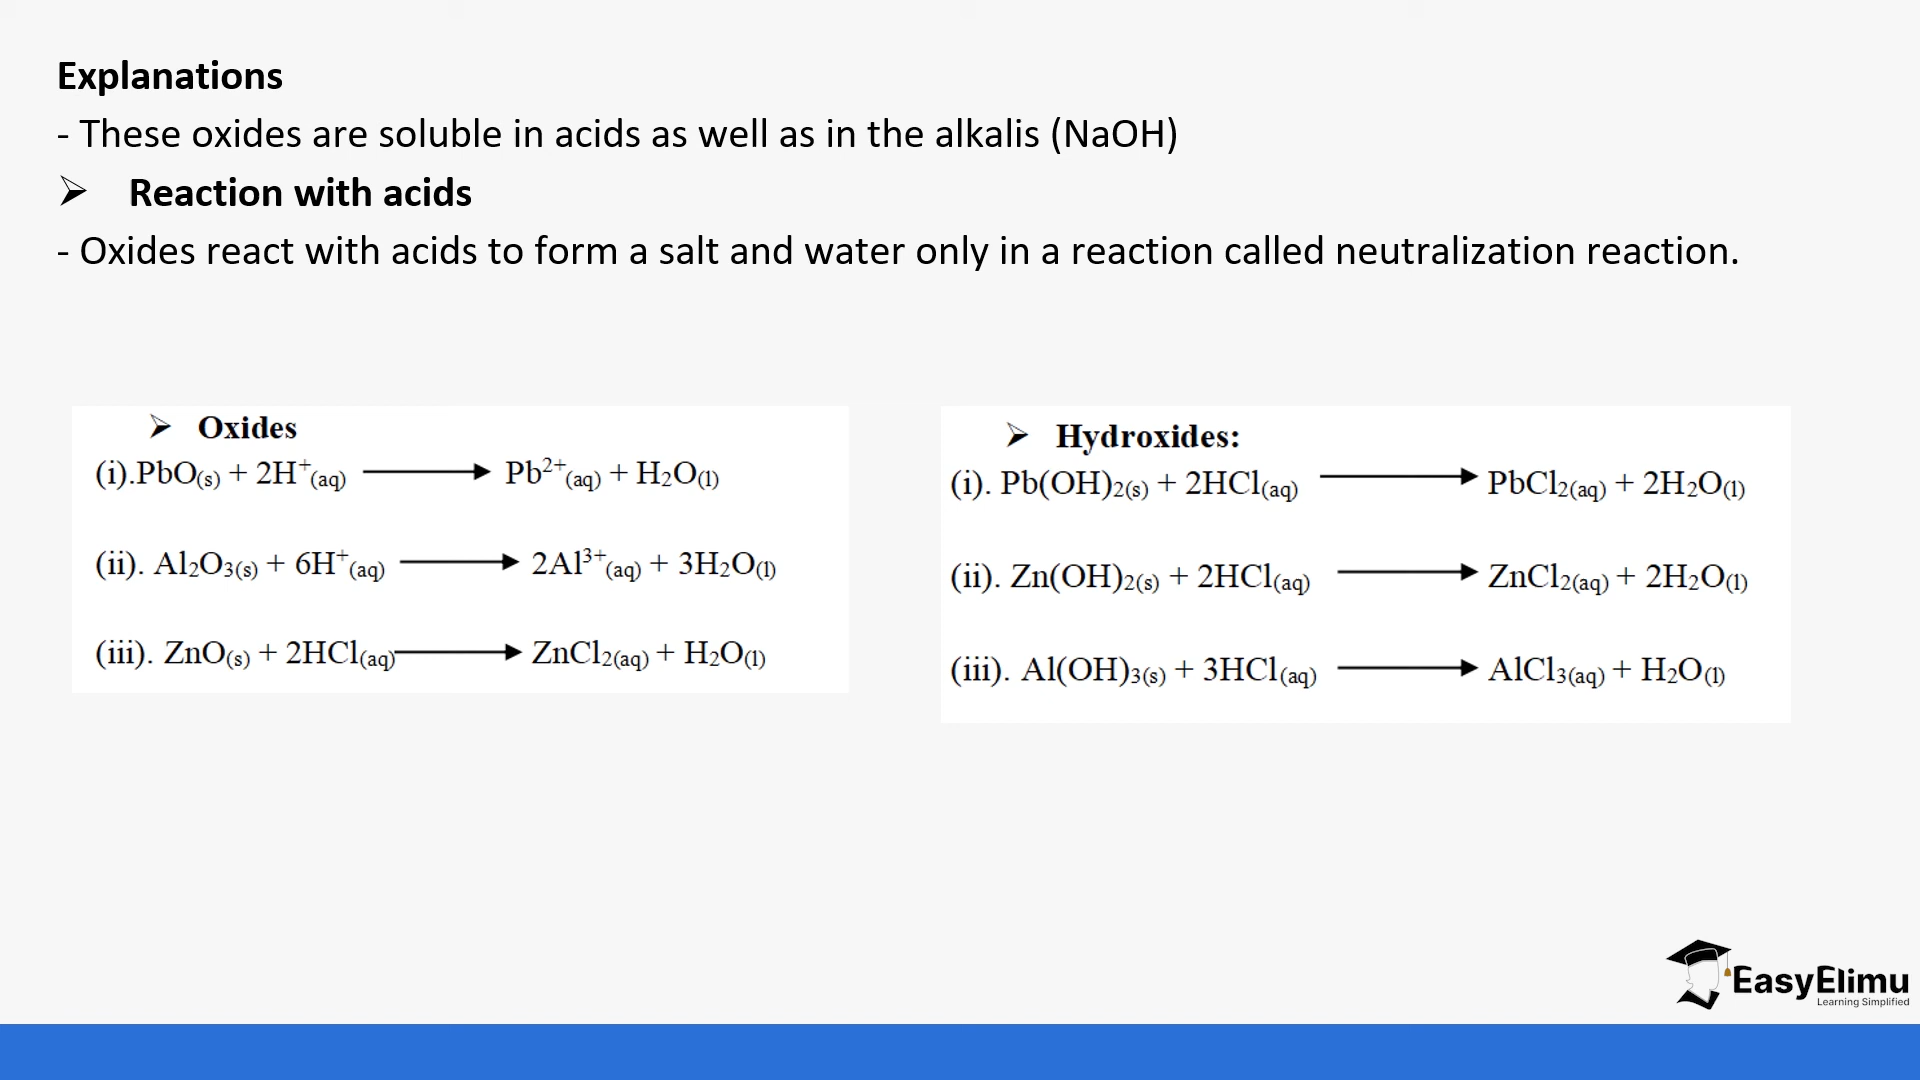 Explanations
- These oxides are soluble in acids as well as in the alkalis (NaOH)
➢ Reaction with acids
- Oxides react with acids to form a salt and water only in a reaction called neutralization reaction.
➢ Oxides
(i).PbO(s) + 2H⁺(aq) ⟶ Pb²⁺(aq) + H₂O(l)
(ii). Al₂O₃(s) + 6H⁺(aq) ⟶ 2Al³⁺(aq) + 3H₂O(l)
(iii). ZnO(s) + 2HCl(aq) ⟶ ZnCl₂(aq) + H₂O(l)
➢ Hydroxides:
(i). Pb(OH)₂(s) + 2HCl(aq) ⟶ PbCl₂(aq) + 2H₂O(l)
(ii). Zn(OH)₂(s) + 2HCl(aq) ⟶ ZnCl₂(aq) + 2H₂O(l)
(iii). Al(OH)₃(s) + 3HCl(aq) ⟶ AlCl₃(aq) + H₂O(l)
EasyElimu
Learning Simplified